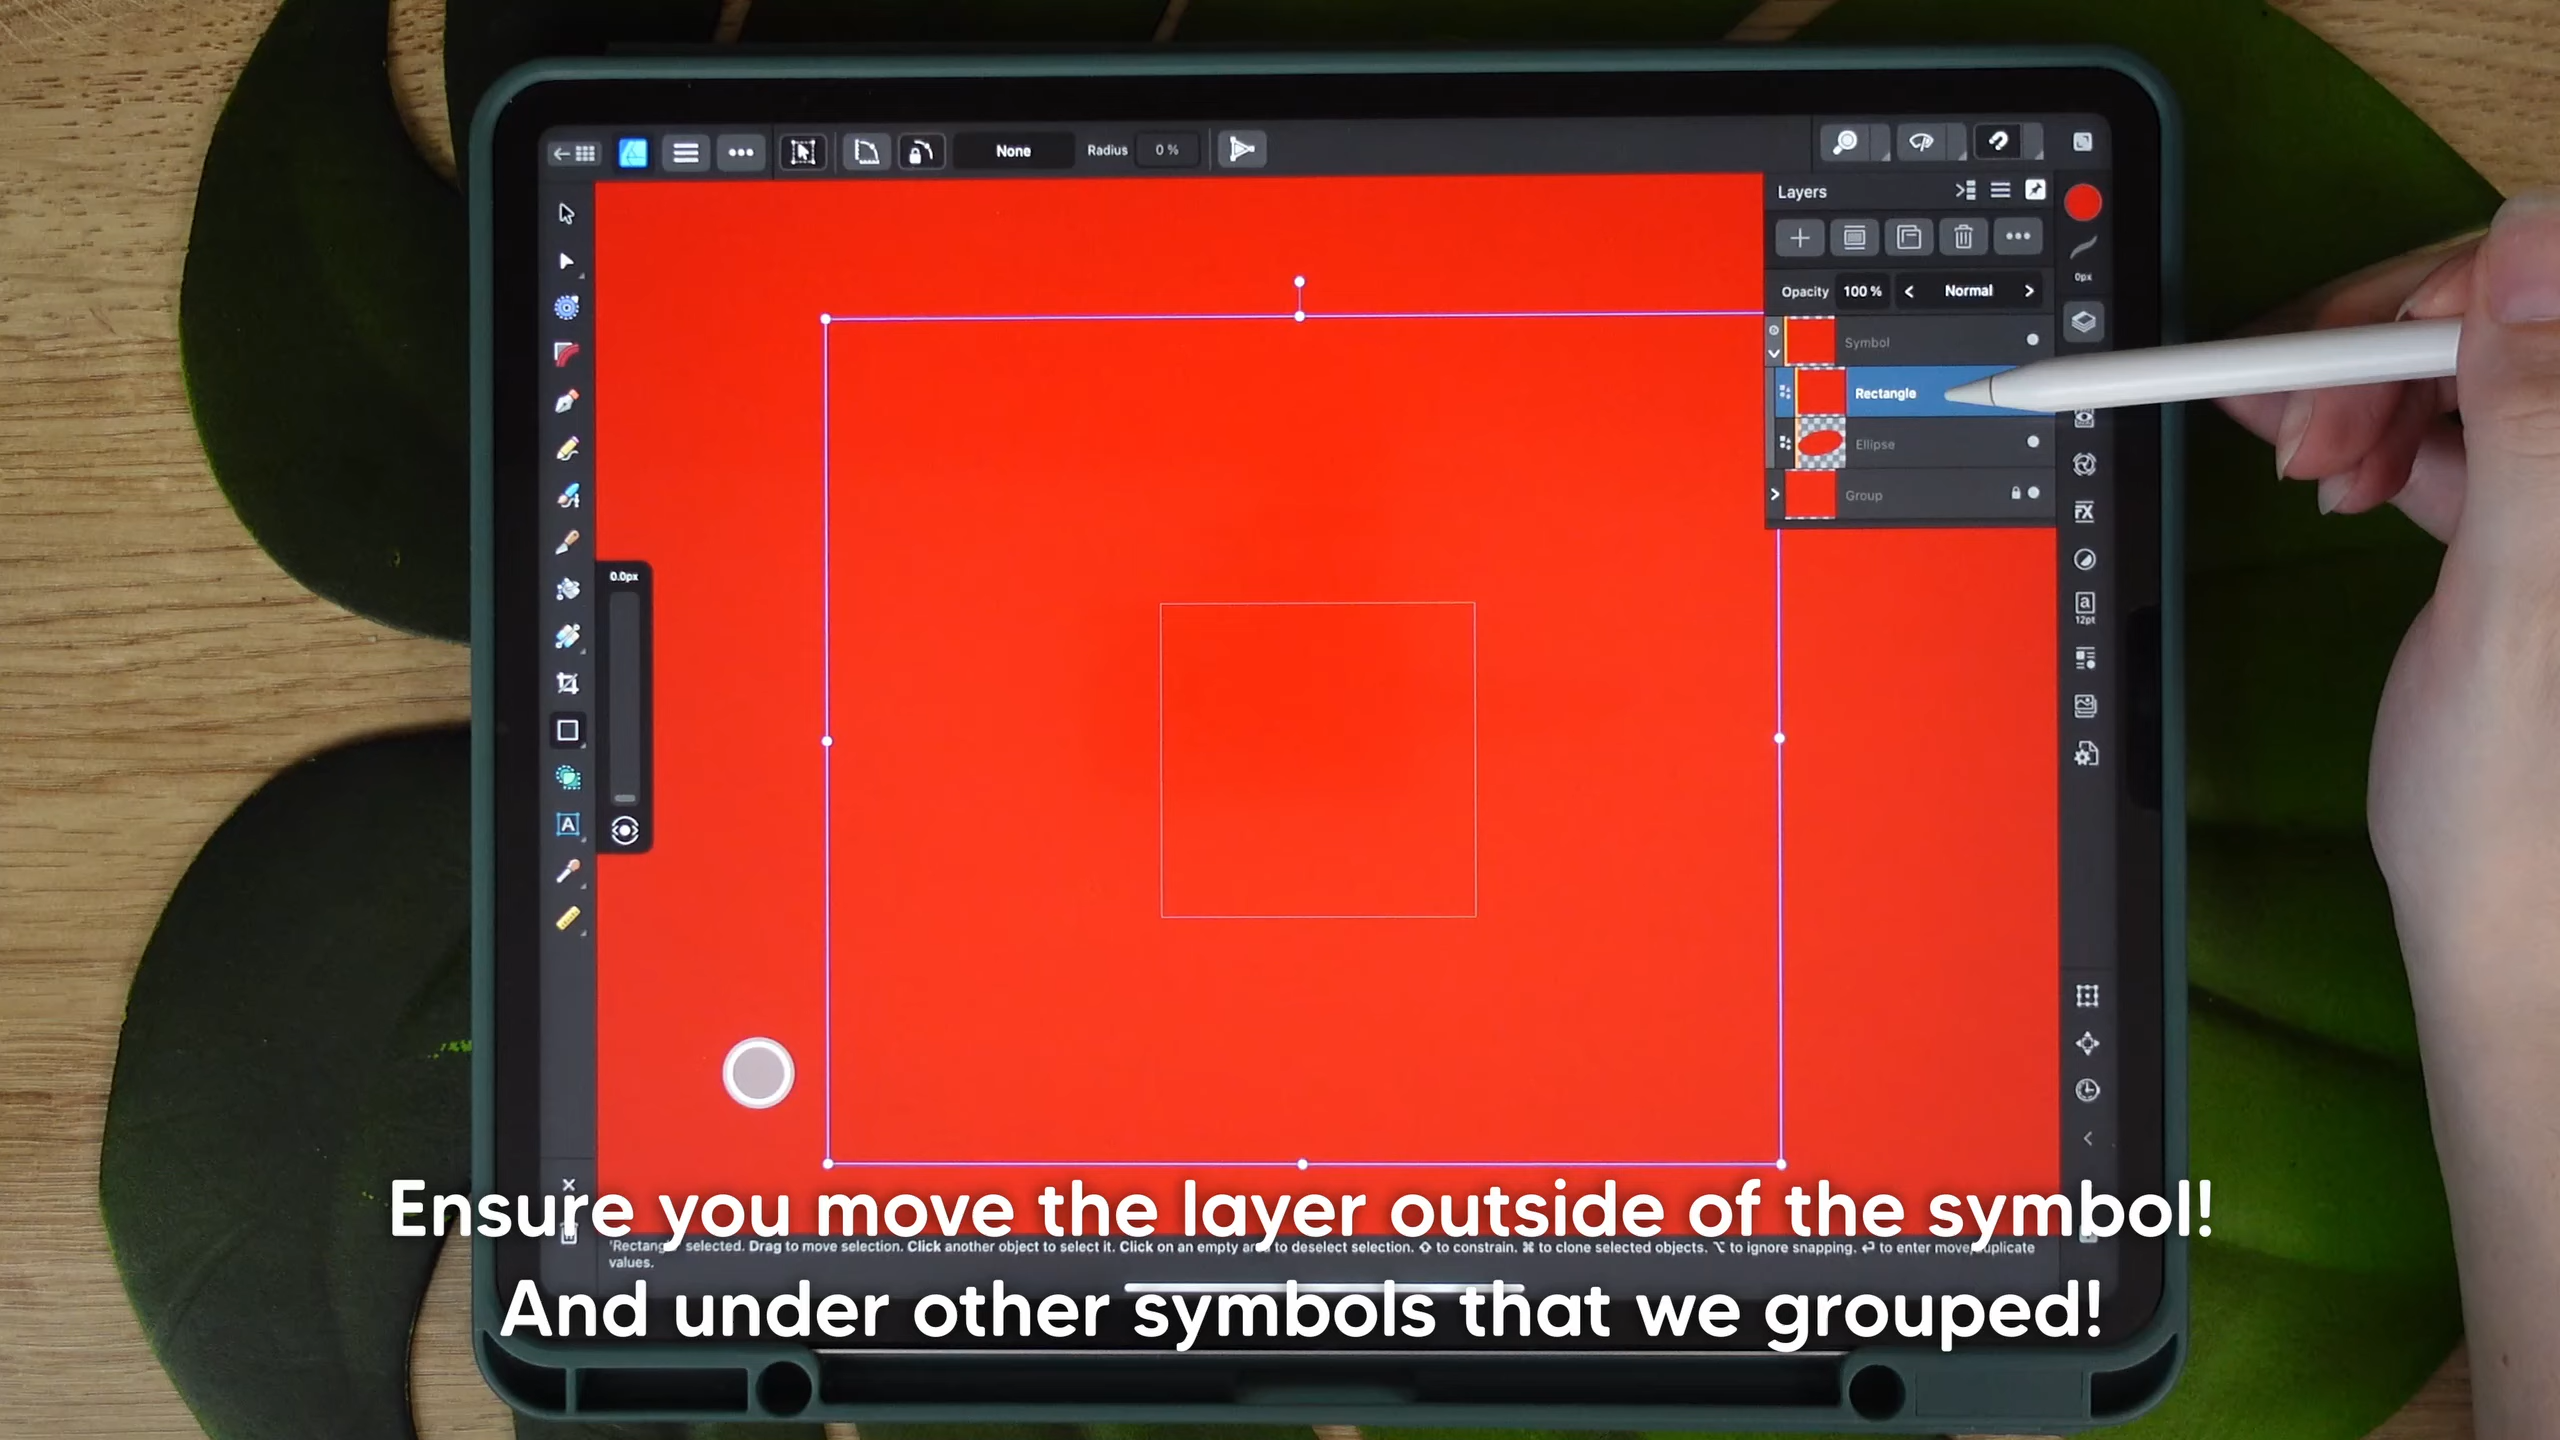 None
Radius
0 %
Layers
Opacity
100 %
Normal
0px
Symbol
Rectangle
Ellipse
Group
FX
a
12pt
0.0px
A
Ensure you move the layer outside of the symbol!
selected. Drag to move selection. Click another object to select it. Click on an empty to deselect selection. ⇧ to constrain. ⌘ to clone selected objects. ⌥ to ignore snapping. ⏎ to enter
values.
And under other symbols that we grouped!